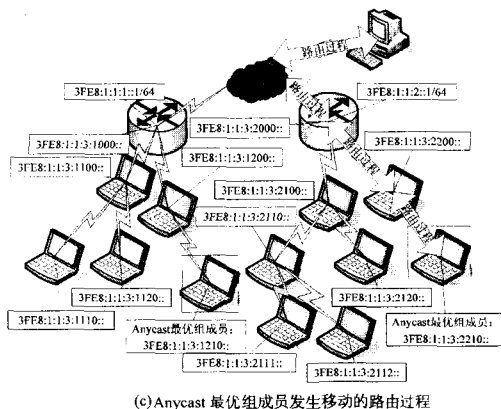 路由过程
路由过程
3FE8:1:1:1::1/64
3FE8:1:1:2::1/64
3FE8:1:1:3:2000::
3FE8:1:1:3:1000::
3FE8:1:1:3:2200::
路由过程
3FE8:1:1:3:1200::
3FE8:1:1:3:1100::
3FE8:1:1:3:2100::
3FE8:1:1:3:2110::
路由过程
3FE8:1:1:3:1120::
3FE8:1:1:3:2120::
3FE8:1:1:3:1110::
Anycast最优组成员:
3FE8:1:1:3:1210::
Anycast最优组成员:
3FE8:1:1:3:2210::
3FE8:1:1:3:2111::
3FE8:1:1:3:2112::
(c)Anycast 最优组成员发生移动的路由过程